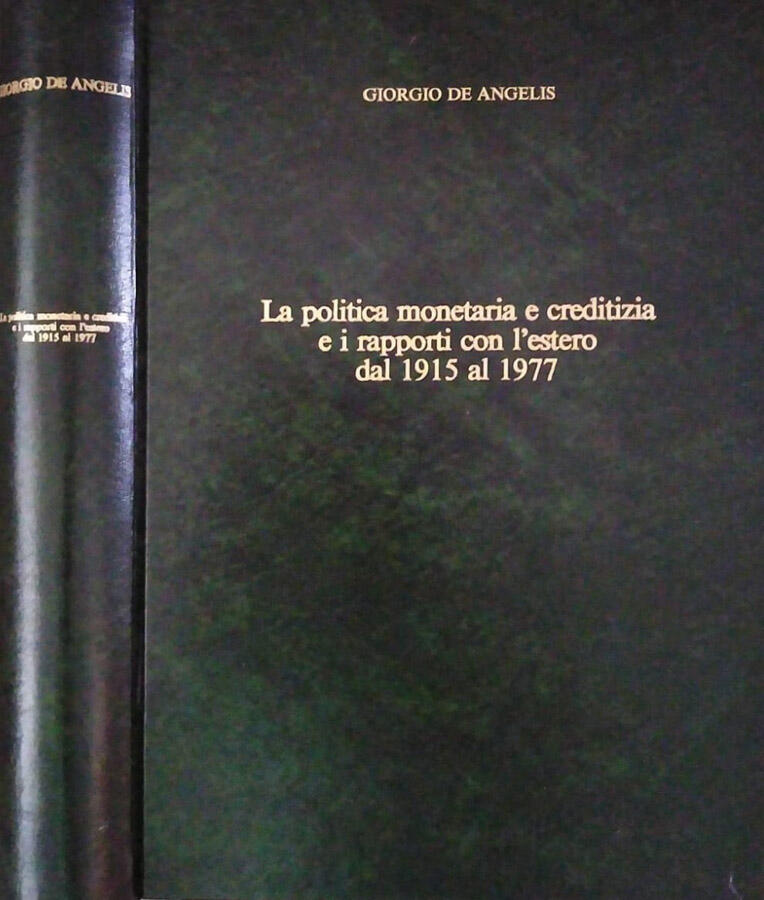 GIORGIO DE ANGELIS
La politica monetaria e creditizia
e i rapporti con l'estero
dal 1915 al 1977
GIORGIO DE ANGELIS
La politica monetaria e creditizia
e i rapporti con l'estero
dal 1915 al 1977